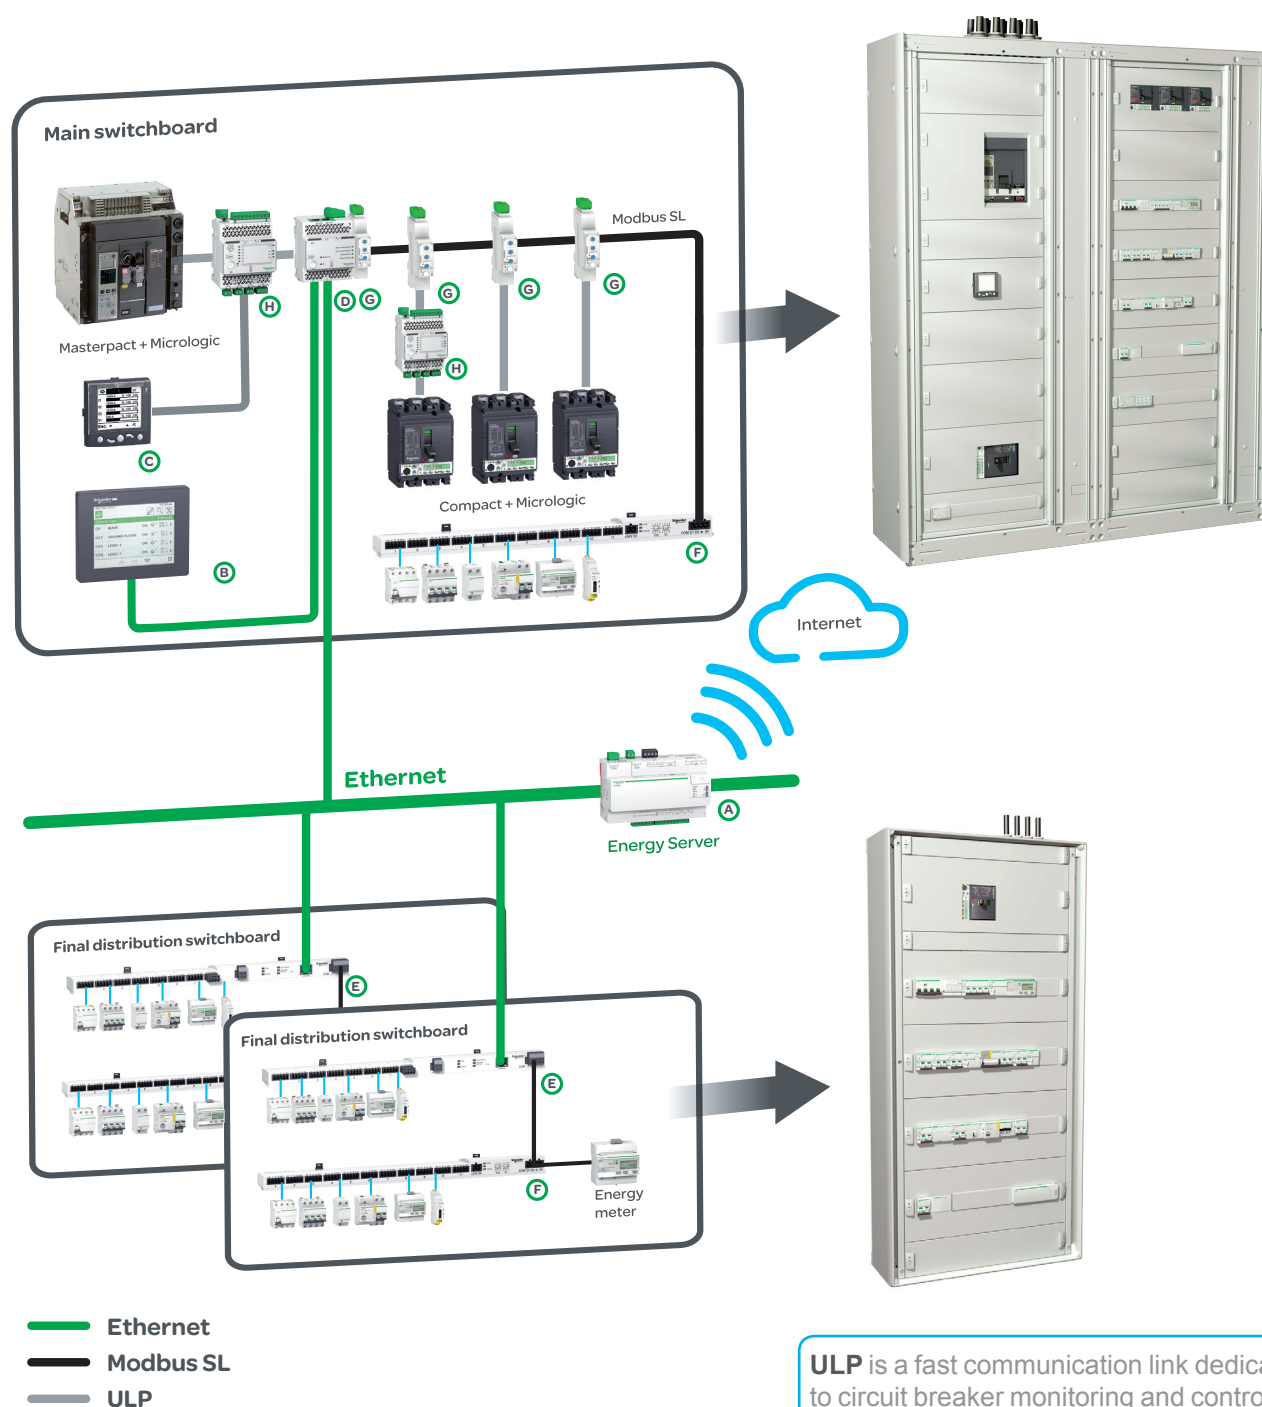 Main switchboard
Modbus SL
H
D
G
G
G
G
Masterpact + Micrologic
H
C
Compact + Micrologic
B
F
Internet
Ethernet
A
Energy Server
Final distribution switchboard
E
Final distribution switchboard
E
F
Energy
meter
Ethernet
Modbus SL
ULP
ULP is a fast communication link dedica
to circuit breaker monitoring and contro